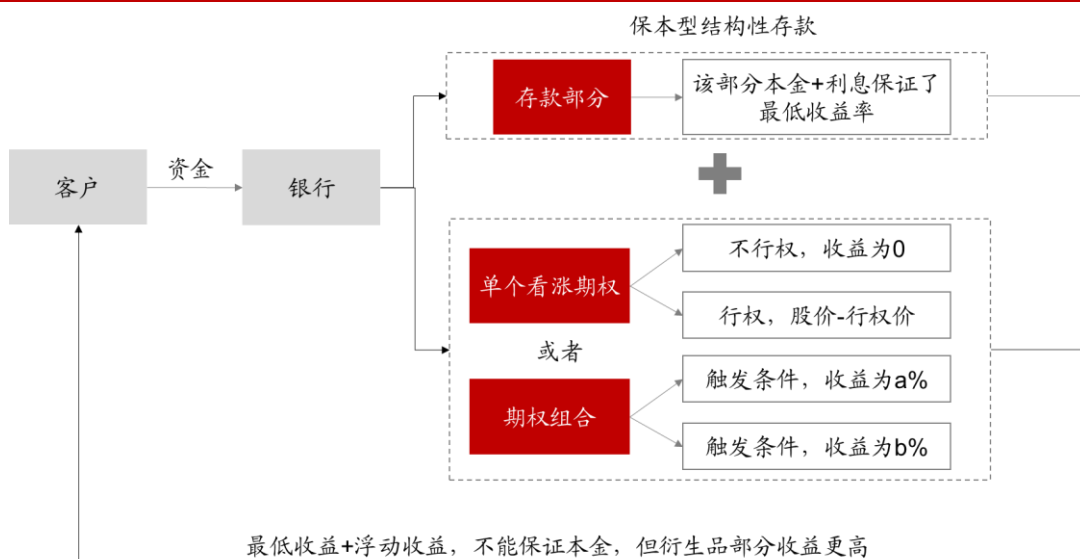 保本型结构性存款
存款部分
该部分本金+利息保证了
最低收益率
客户
资金
银行
单个看涨期权
不行权，收益为0
行权，股价-行权价
或者
期权组合
触发条件，收益为a%
触发条件，收益为b%
最低收益+浮动收益，不能保证本金，但衍生品部分收益更高